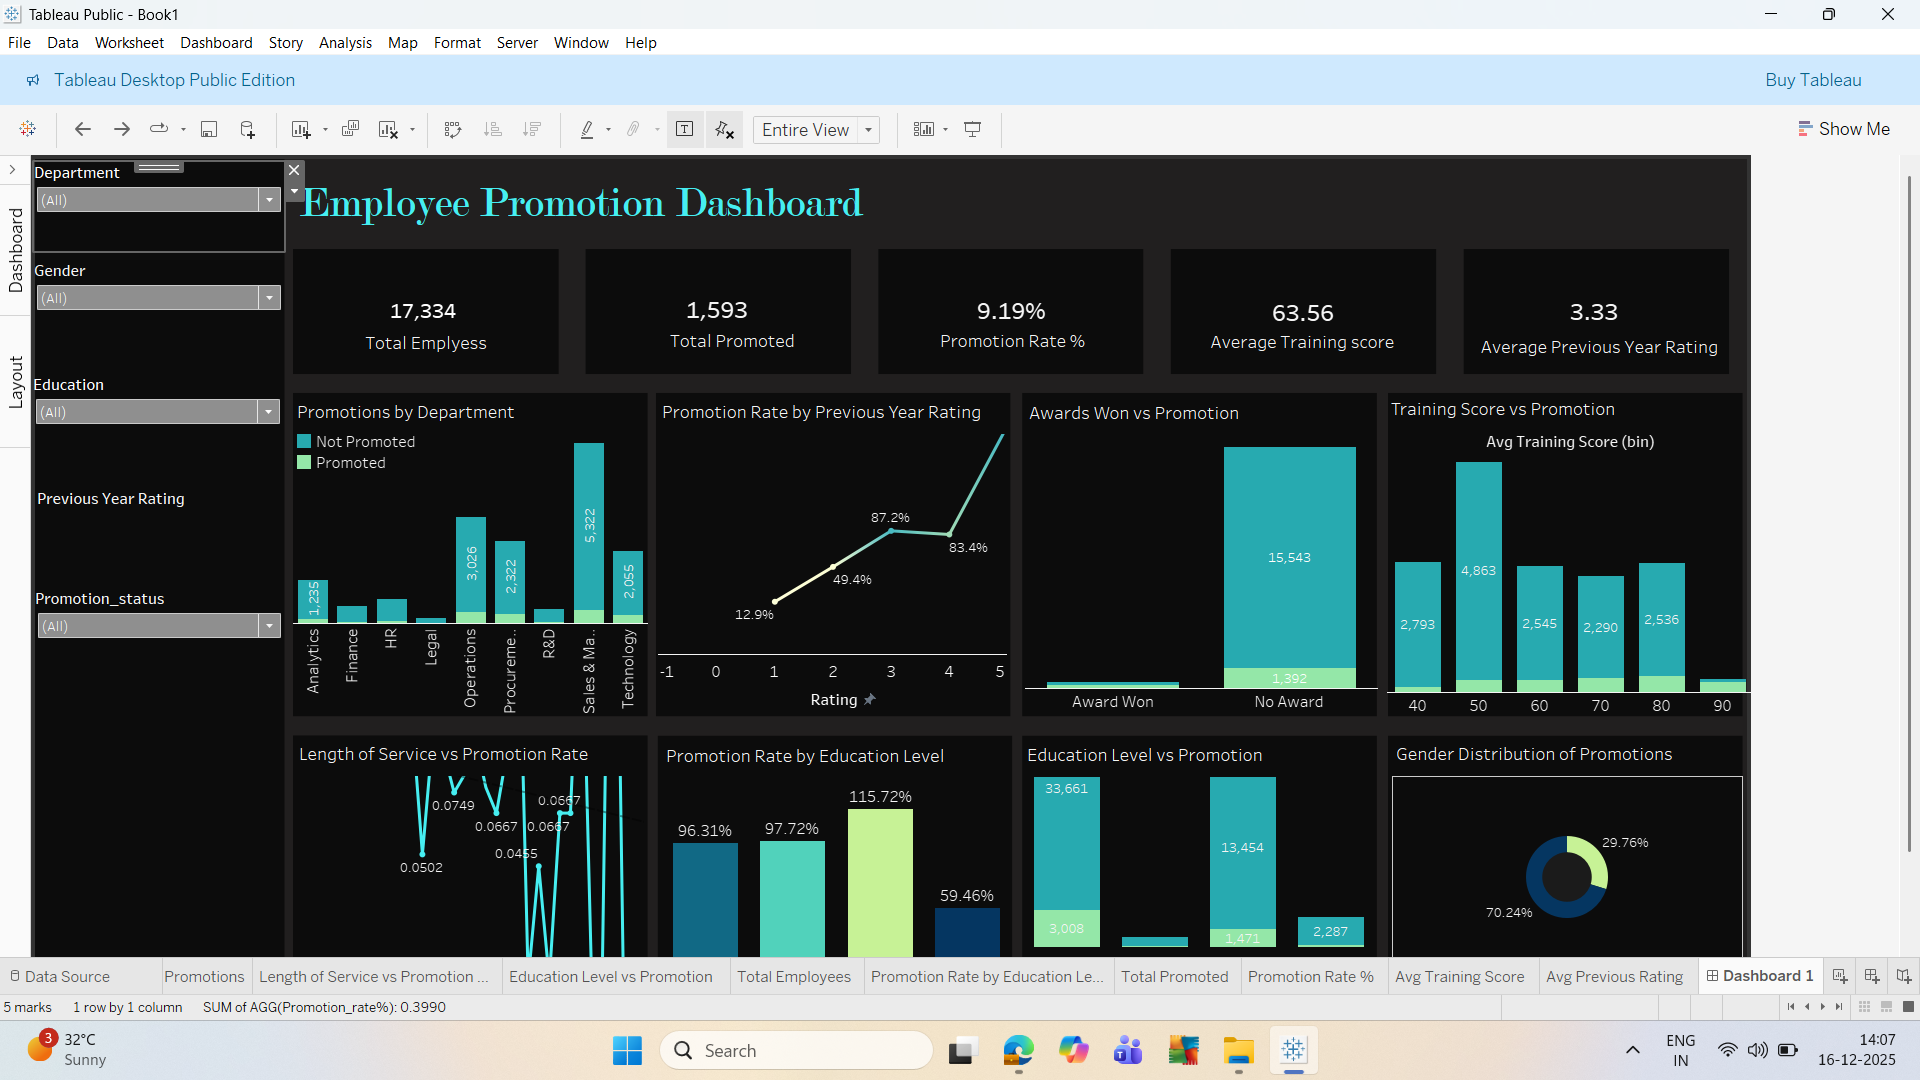 Tableau Public - Book1
File Data Worksheet Dashboard Story Analysis Map Format Server Window Help
Tableau Desktop Public Edition
Buy Tableau
Entire View
Show Me
Dashboard
Layout
Department
(All)
Gender
(All)
Education
(All)
Previous Year Rating
Promotion_status
(All)
Employee Promotion Dashboard
17,334
Total Emplyess
1,593
Total Promoted
9.19%
Promotion Rate %
63.56
Average Training score
3.33
Average Previous Year Rating
Promotions by Department
Not Promoted
Promoted
1,235
3,026
2,322
5,322
2,055
Analytics
Finance
HR
Legal
Operations
Procureme..
R&D
Sales & Ma..
Technology
Promotion Rate by Previous Year Rating
12.9%
49.4%
87.2%
83.4%
-1 0 1 2 3 4 5
Rating
Awards Won vs Promotion
15,543
1,392
Award Won No Award
Training Score vs Promotion
Avg Training Score (bin)
2,793
4,863
2,545
2,290
2,536
40 50 60 70 80 90
Length of Service vs Promotion Rate
0.0502
0.0749
0.0667
0.0455
0.0667
0.0667
Promotion Rate by Education Level
96.31%
97.72%
115.72%
59.46%
Education Level vs Promotion
33,661
3,008
13,454
1,471
2,287
Gender Distribution of Promotions
29.76%
70.24%
Data Source Promotions Length of Service vs Promotion ... Education Level vs Promotion Total Employees Promotion Rate by Education Le... Total Promoted Promotion Rate % Avg Training Score Avg Previous Year Rating Dashboard 1
5 marks 1 row by 1 column SUM of AGG(Promotion_rate%): 0.3990
3
32°C
Sunny
Search
ENG
IN
14:07
16-12-2025